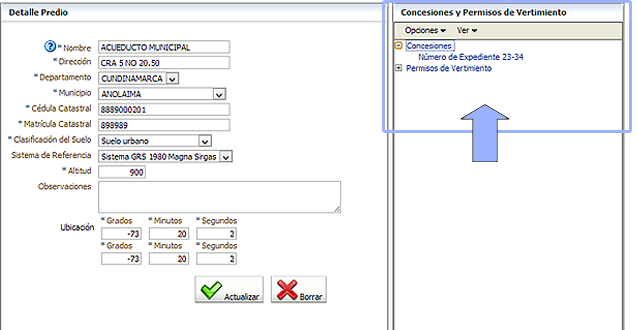 Detalle Predio
* Nombre ACUEDUCTO MUNICIPAL
* Dirección CRA 5 NO 20.50
* Departamento CUNDINAMARCA
* Municipio ANOLAIMA
* Cédula Catastral 8889000201
* Matrícula Catastral 898989
* Clasificación del Suelo Suelo urbano
Sistema de Referencia Sistema GRS 1980 Magna Sirgas
* Altitud 900
Observaciones
* Grados * Minutos * Segundos
Ubicación -73 20 2
* Grados * Minutos * Segundos
-73 20 2
Actualizar Borrar
Concesiones y Permisos de Vertimiento
Opciones Ver
Concesiones
Número de Expediente 23-34
Permisos de Vertimiento